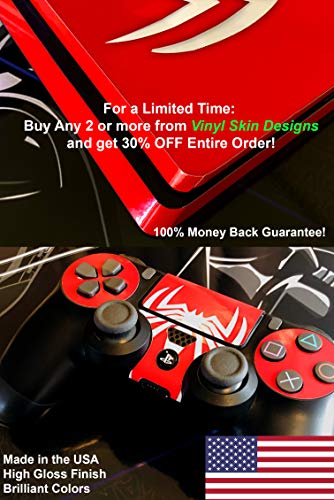 For a Limited Time:
Buy Any 2 or more from Vinyl Skin Designs
and get 30% OFF Entire Order!
100% Money Back Guarantee!
Made in the USA
High Gloss Finish
Brilliant Colors